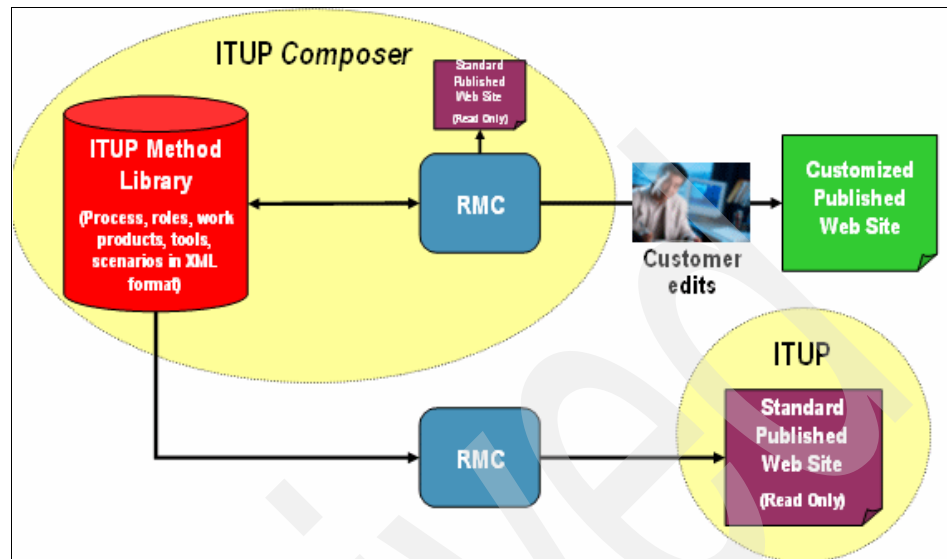 ITUP Composer
Standard
Published
Web Site
(Read Only)
ITUP Method
Library
(Process, roles, work
products, tools,
scenarios in XML
format)
RMC
Customer
edits
Customized
Published
Web Site
ITUP
RMC
Standard
Published
Web Site
(Read Only)